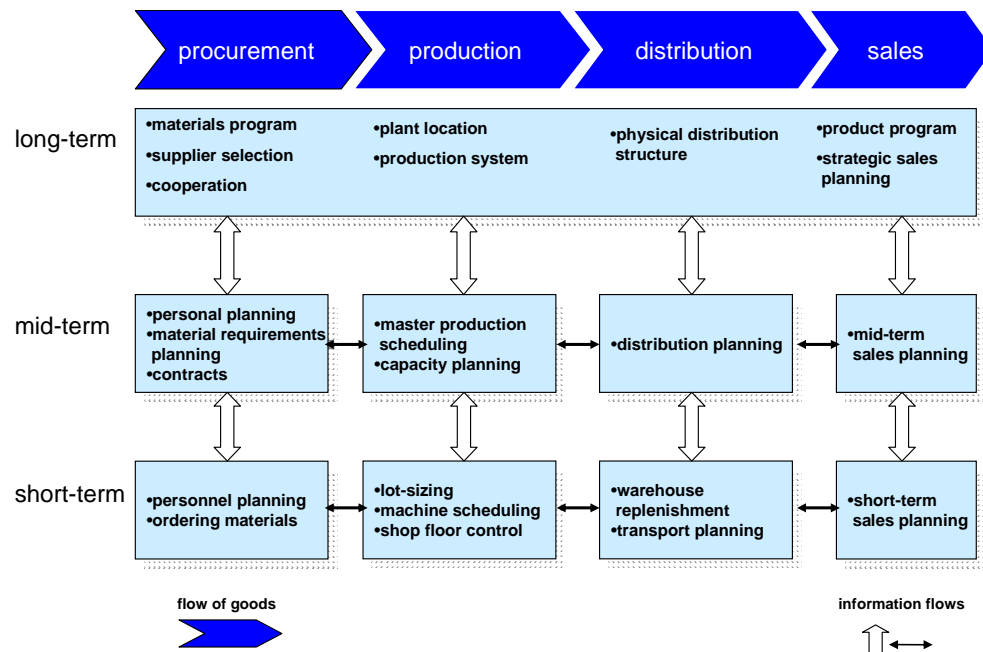 procurement
production
distribution
sales
long-term
•materials program
•supplier selection
•cooperation
•plant location
•production system
•physical distribution
structure
•product program
•strategic sales
planning
mid-term
•personal planning
•material requirements
planning
•contracts
•master production
scheduling
•capacity planning
•distribution planning
•mid-term
sales planning
short-term
•personnel planning
•ordering materials
•lot-sizing
•machine scheduling
•shop floor control
•warehouse
replenishment
•transport planning
•short-term
sales planning
flow of goods
information flows